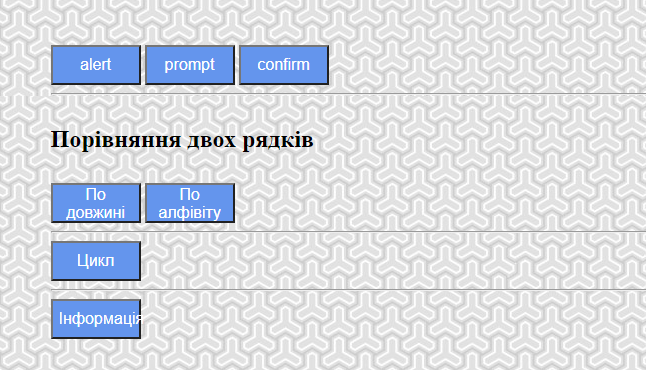 alert prompt confirm
Порівняння двох рядків
По довжині По алфівіту
Цикл
Інформація